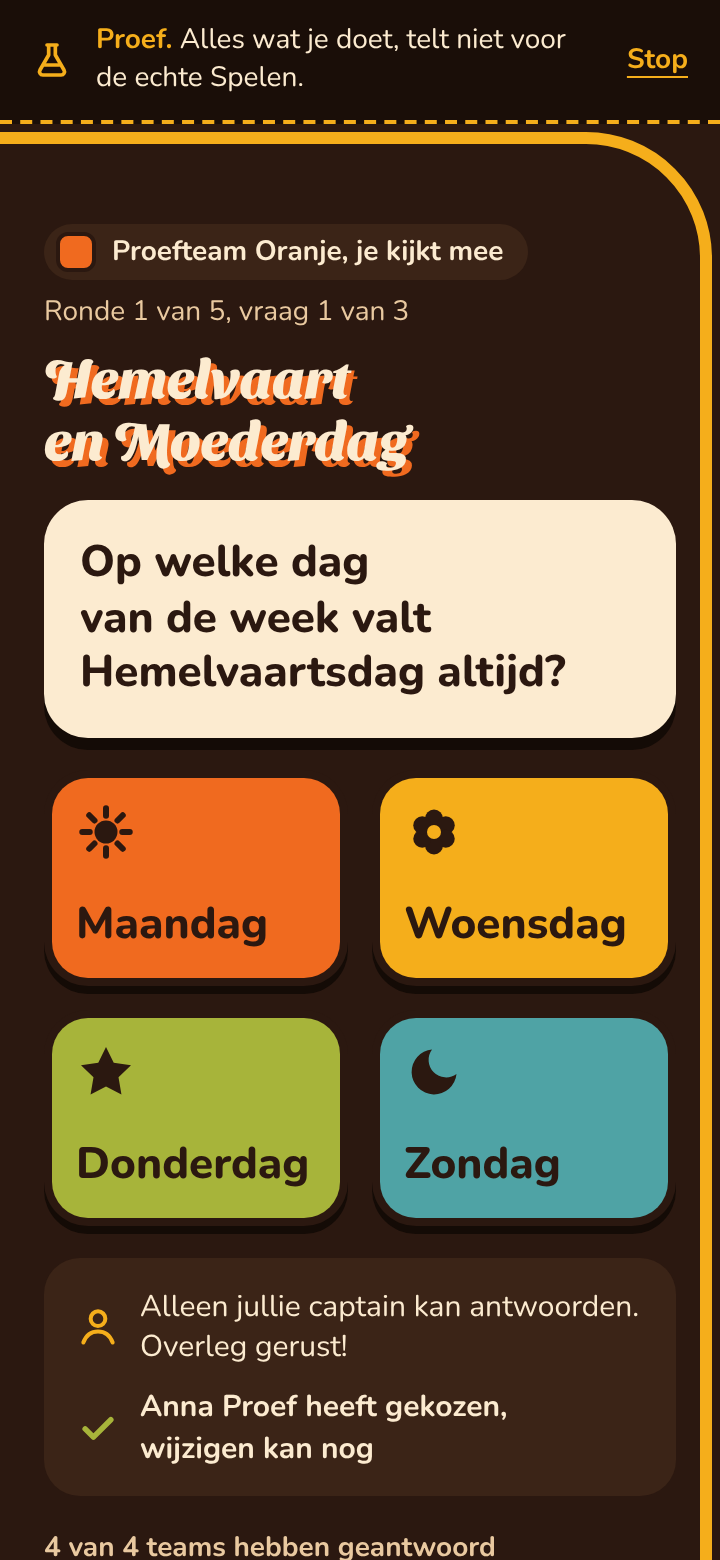 Proef. Alles wat je doet, telt niet voor
de echte Spelen.
Stop
Proefteam Oranje, je kijkt mee
Ronde 1 van 5, vraag 1 van 3
Hemelvaart
en Moederdag
Op welke dag
van de week valt
Hemelvaartsdag altijd?
Maandag
Woensdag
Donderdag
Zondag
Alleen jullie captain kan antwoorden.
Overleg gerust!
Anna Proef heeft gekozen,
wijzigen kan nog
4 van 4 teams hebben geantwoord